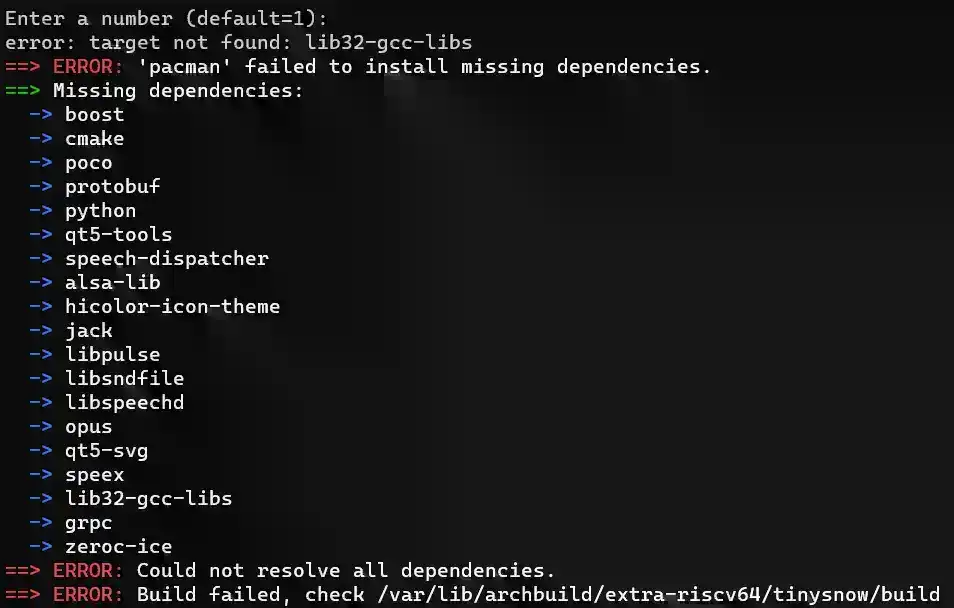 Enter a number (default=1):
error: target not found: lib32-gcc-libs
==> ERROR: 'pacman' failed to install missing dependencies.
==> Missing dependencies:
-> boost
-> cmake
-> poco
-> protobuf
-> python
-> qt5-tools
-> speech-dispatcher
-> alsa-lib
-> hicolor-icon-theme
-> jack
-> libpulse
-> libsndfile
-> libspeechd
-> opus
-> qt5-svg
-> speex
-> lib32-gcc-libs
-> grpc
-> zeroc-ice
==> ERROR: Could not resolve all dependencies.
==> ERROR: Build failed, check /var/lib/archbuild/extra-riscv64/tinysnow/build